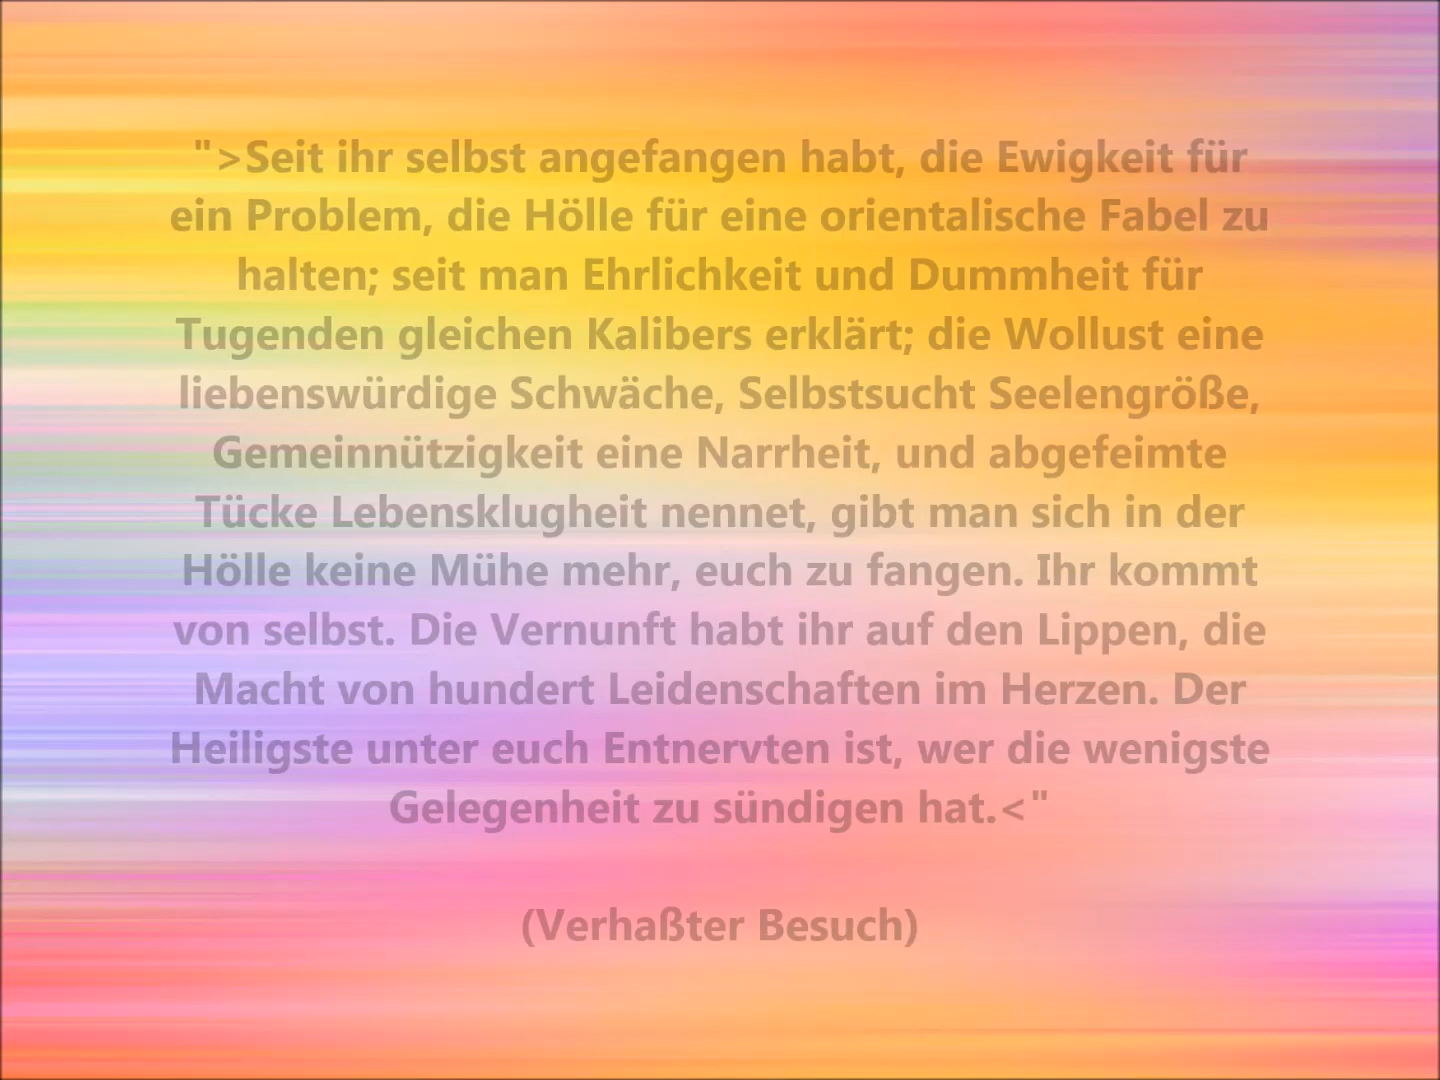 ">Seit ihr selbst angefangen habt, die Ewigkeit für
ein Problem, die Hölle für eine orientalische Fabel zu
halten; seit man Ehrlichkeit und Dummheit für
Tugenden gleichen Kalibers erklärt; die Wollust eine
liebenswürdige Schwäche, Selbstsucht Seelengröße,
Gemeinnützigkeit eine Narrheit, und abgefeimte
Tücke Lebensklugheit nennet, gibt man sich in der
Hölle keine Mühe mehr, euch zu fangen. Ihr kommt
von selbst. Die Vernunft habt ihr auf den Lippen, die
Macht von hundert Leidenschaften im Herzen. Der
Heiligste unter euch Entnervten ist, wer die wenigste
Gelegenheit zu sündigen hat.<"
(Verhaßter Besuch)